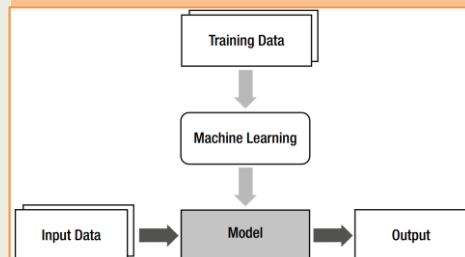 Training Data
Machine Learning
Input Data
Model
Output